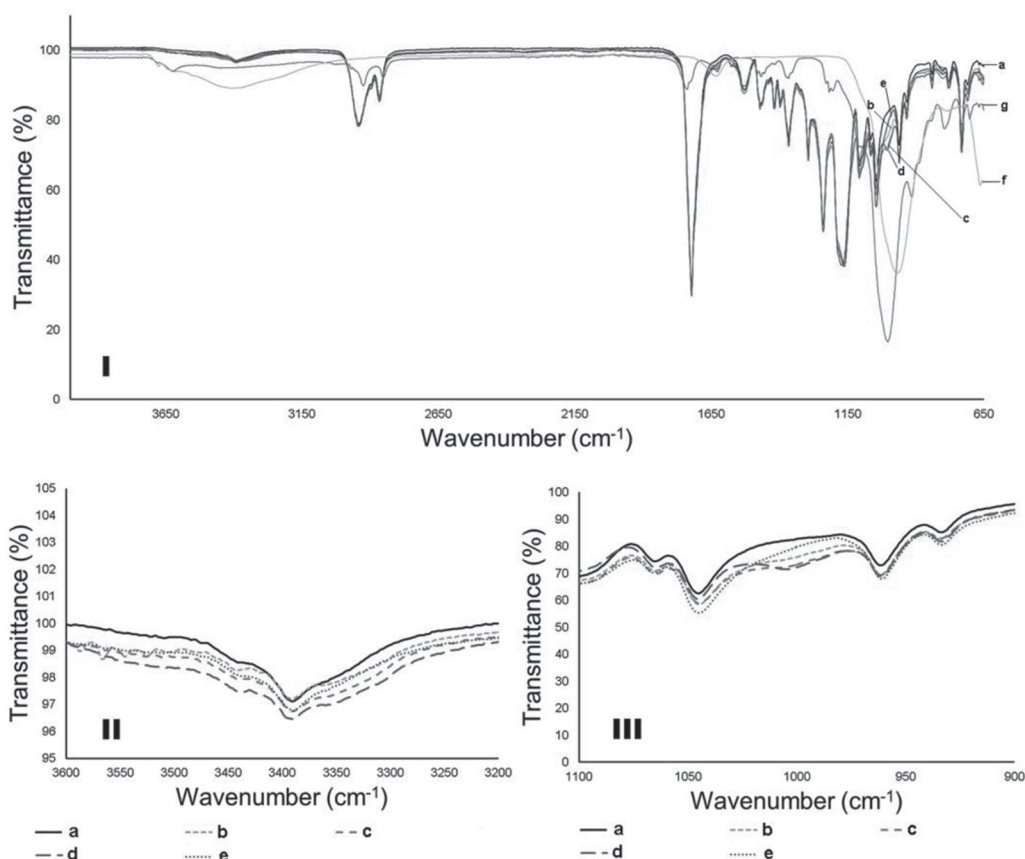 Transmittamce (%)
100
80
60
40
20
0
a
e
b
g
d
f
c
I
3650 3150 2650 2150 1650 1150 650
Wavenumber (cm-1)
Transmittance (%)
105
104
103
102
101
100
99
98
97
96
95
II
3600 3550 3500 3450 3400 3350 3300 3250 3200
Wavenumber (cm-1)
a b c
d e
Transmittance (%)
100
90
80
70
60
50
40
30
20
10
0
III
1100 1050 1000 950 900
Wavenumber (cm-1)
a b c
d e